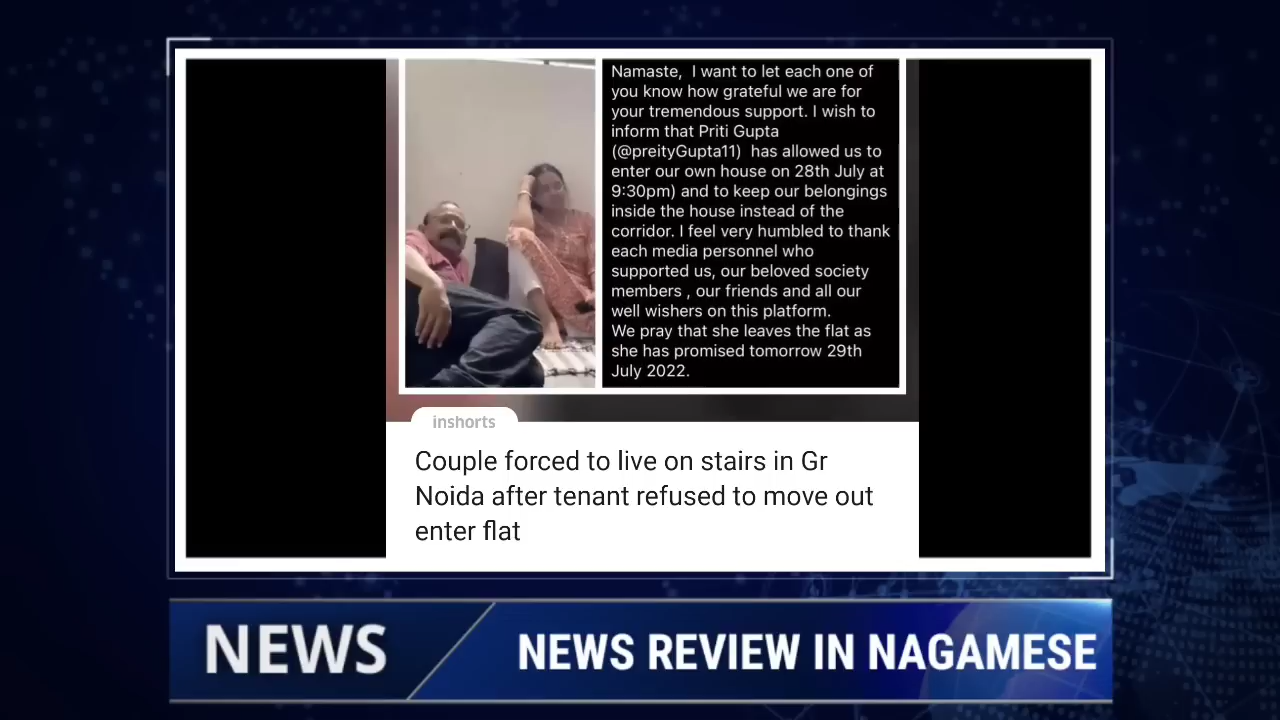 Namaste, I want to let each one of
you know how grateful we are for
your tremendous support. I wish to
inform that Priti Gupta
(@preityGupta11) has allowed us to
enter our own house on 28th July at
9:30pm) and to keep our belongings
inside the house instead of the
corridor. I feel very humbled to thank
each media personnel who
supported us, our beloved society
members , our friends and all our
well wishers on this platform.
We pray that she leaves the flat as
she has promised tomorrow 29th
July 2022.
inshorts
Couple forced to live on stairs in Gr
Noida after tenant refused to move out
enter flat
NEWS
NEWS REVIEW IN NAGAMESE